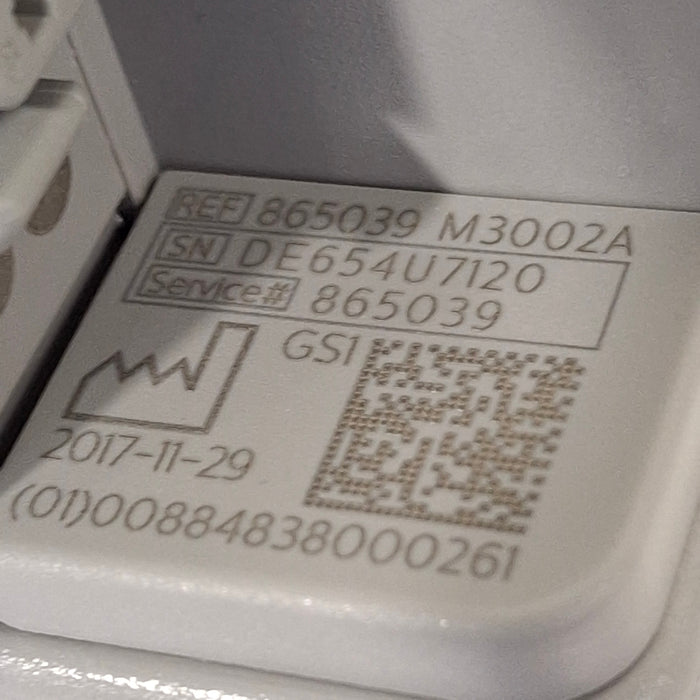 REF 865039 M3002A
SN DE654U7120
Service# 865039
GS1
2017-11-29
(01)00884838000261